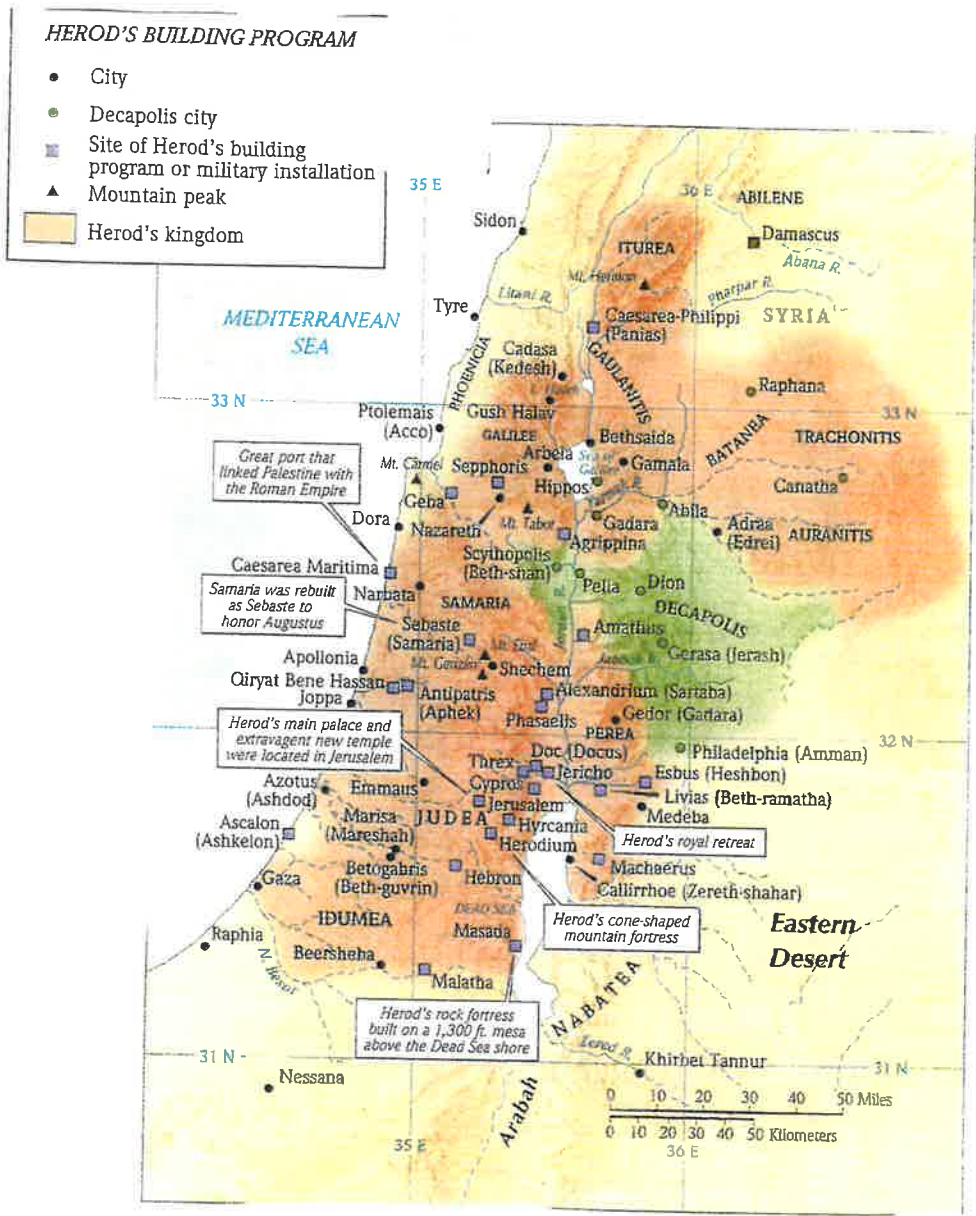 HEROD'S BUILDING PROGRAM
City
Decapolis city
Site of Herod's building
program or military installation
Mountain peak
Herod's kingdom
35 E
36 E
ABILENE
Sidon
Damascus
ITUREA
Abana R.
Mt. Hermon
Pharpar R.
Litani R.
Tyre
SYRIA
MEDITERRANEAN
SEA
Caesarea-Philippi
(Panias)
PHOENICIA
Cadasa
(Kedesh)
GAULANITIS
Raphana
33 N
33 N
Gush Halav
Ptolemais
(Acco)
GALILEE
Bethsaida
BATANEA
TRACHONITIS
Great port that
linked Palestine with
the Roman Empire
Mt. Carmel
Sepphoris
Arbela
Sea of
Galilee
Gamala
Canatha
Geba
Hippos
Yarmuk R.
Abila
Dora
Nazareth
Mt. Tabor
Gadara
Adraa
(Edrei)
AURANITIS
Agrippina
Caesarea Maritima
Scythopolis
(Beth-shan)
Narbata
Pella
Dion
Samaria was rebuilt
as Sebaste to
honor Augustus
SAMARIA
DECAPOLIS
Sebaste
(Samaria)
Jordan R.
Amathus
Gerasa (Jerash)
Mt. Gerizim
Shechem
Apollonia
Qiryat Bene Hassan
Joppa
Antipatris
(Aphek)
Alexandrium (Sartaba)
Phasaelis
Gedor (Gadara)
PEREA
Herod's main palace and
extravagent new temple
were located in Jerusalem
32 N
Doc (Docus)
Philadelphia (Amman)
Threx
Jericho
Esbus (Heshbon)
Azotus
(Ashdod)
Emmaus
Cypros
Livias (Beth-ramatha)
Jerusalem
Medeba
Ascalon
(Ashkelon)
Marisa
(Mareshah)
JUDEA
Hyrcania
Herod's royal retreat
Herodium
Betogabris
(Beth-guvrin)
Hebron
Machaerus
Gaza
Callirrhoe (Zereth-shahar)
IDUMEA
DEAD SEA
Herod's cone-shaped
mountain fortress
Eastern
Desert
Raphia
Masada
N. Besor
Beersheba
Malatha
NABATEA
Herod's rock fortress
built on a 1,300 ft. mesa
above the Dead Sea shore
31 N
Zered R.
Khirbet Tannur
31 N
Nessana
Arabah
0 10 20 30 40 50 Miles
0 10 20 30 40 50 Kilometers
35 E
36 E